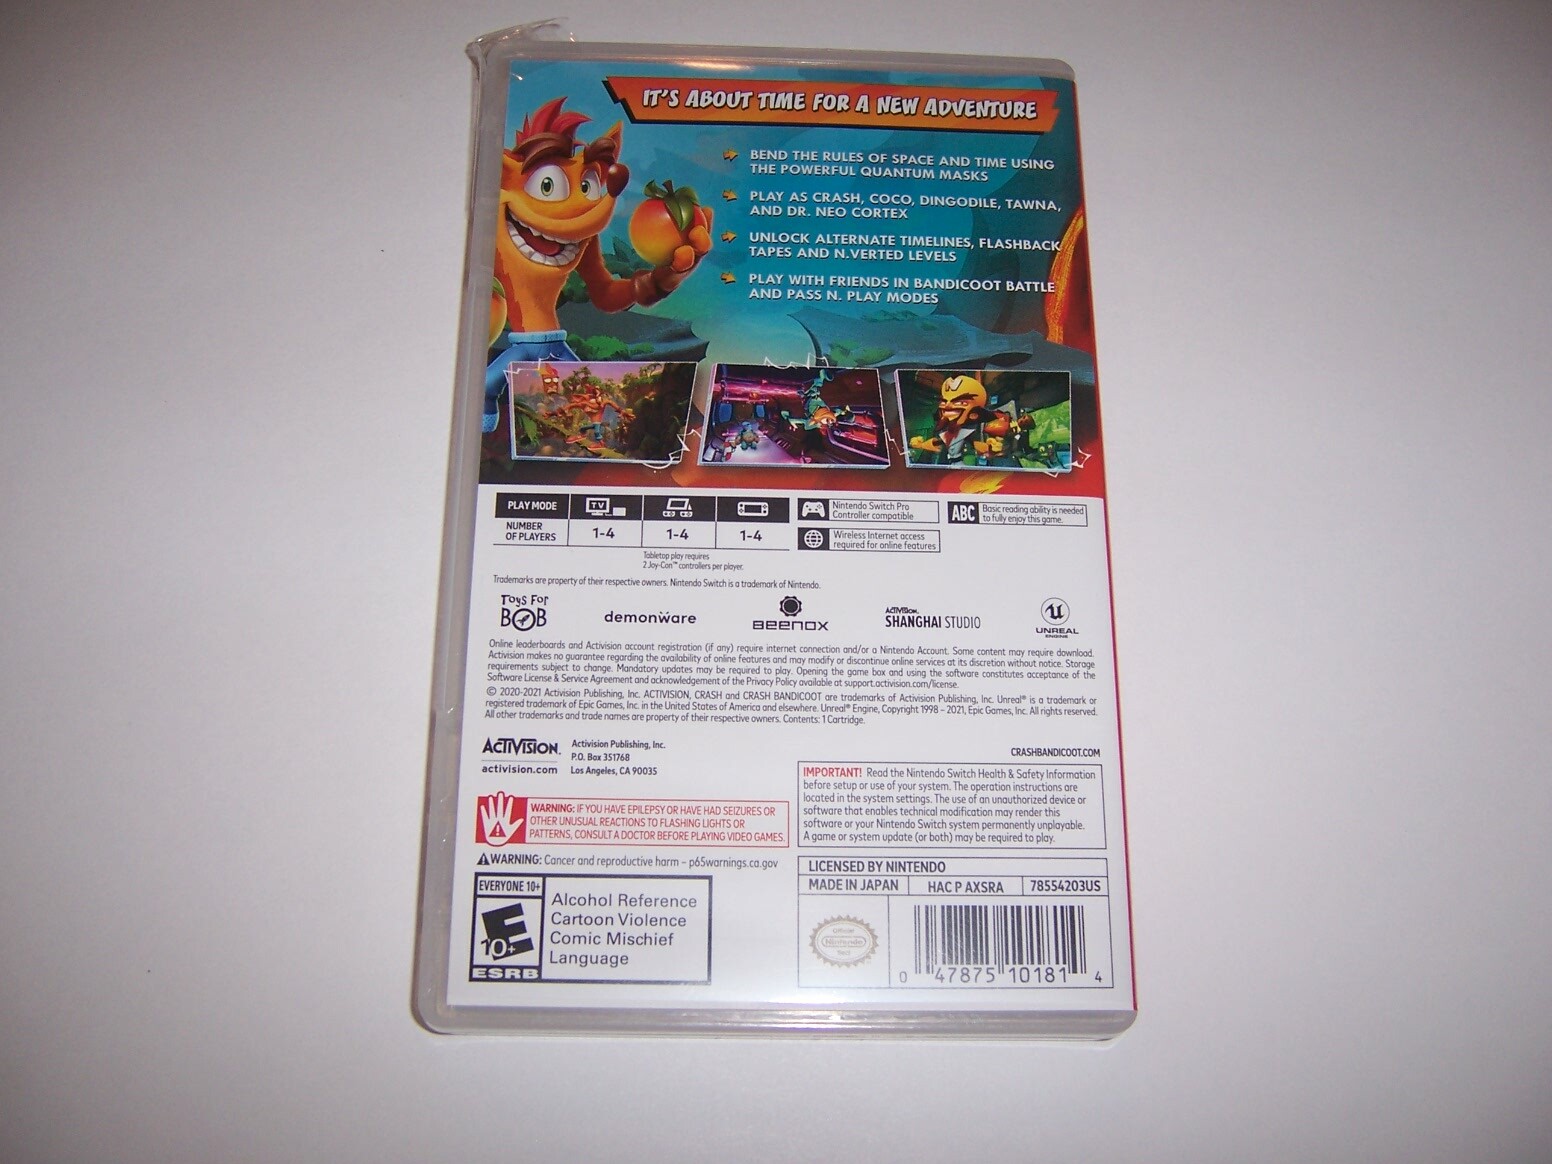 IT'S ABOUT TIME FOR A NEW ADVENTURE
BEND THE RULES OF SPACE AND TIME USING
THE POWERFUL QUANTUM MASKS
PLAY AS CRASH, COCO, DINGODILE, TAWNA,
AND DR. NEO CORTEX
UNLOCK ALTERNATE TIMELINES, FLASHBACK
TAPES AND N.VERTED LEVELS
PLAY WITH FRIENDS IN BANDICOOT BATTLE
AND PASS N. PLAY MODES
PLAY MODE
TV
NUMBER
OF PLAYERS
1-4
1-4
1-4
Tabletop play requires
2 Joy-Con™ controllers per player.
Nintendo Switch Pro
Controller compatible
Wireless Internet access
required for online features
ABC
Basic reading ability is needed
to fully enjoy this game.
Trademarks are property of their respective owners. Nintendo Switch is a trademark of Nintendo.
TOYS FOR
BOB
demonware
BEENOX
ACTIVISION
SHANGHAI STUDIO
UNREAL
ENGINE
Online leaderboards and Activision account registration (if any) require internet connection and/or a Nintendo Account. Some content may require download.
Activision makes no guarantee regarding the availability of online features and may modify or discontinue online services at its discretion without notice. Storage
requirements subject to change. Mandatory updates may be required to play. Opening the game box and using the software constitutes acceptance of the
Software License & Service Agreement and acknowledgement of the Privacy Policy available at support.activision.com/license.
© 2020-2021 Activision Publishing, Inc. ACTIVISION, CRASH and CRASH BANDICOOT are trademarks of Activision Publishing, Inc. Unreal® is a trademark or
registered trademark of Epic Games, Inc. in the United States of America and elsewhere. Unreal® Engine, Copyright 1998 – 2021, Epic Games, Inc. All rights reserved.
All other trademarks and trade names are property of their respective owners. Contents: 1 Cartridge.
ACTIVISION.
activision.com
Activision Publishing, Inc.
P.O. Box 351768
Los Angeles, CA 90035
CRASHBANDICOOT.COM
WARNING: IF YOU HAVE EPILEPSY OR HAVE HAD SEIZURES OR
OTHER UNUSUAL REACTIONS TO FLASHING LIGHTS OR
PATTERNS, CONSULT A DOCTOR BEFORE PLAYING VIDEO GAMES.
WARNING: Cancer and reproductive harm – p65warnings.ca.gov
IMPORTANT! Read the Nintendo Switch Health & Safety Information
before setup or use of your system. The operation instructions are
located in the system settings. The use of an unauthorized device or
software that enables technical modification may render this
software or your Nintendo Switch system permanently unplayable.
A game or system update (or both) may be required to play.
EVERYONE 10+
E
10+
ESRB
Alcohol Reference
Cartoon Violence
Comic Mischief
Language
LICENSED BY NINTENDO
MADE IN JAPAN
HAC P AXSRA
78554203US
Official
Nintendo
Seal
0 47875 10181 4